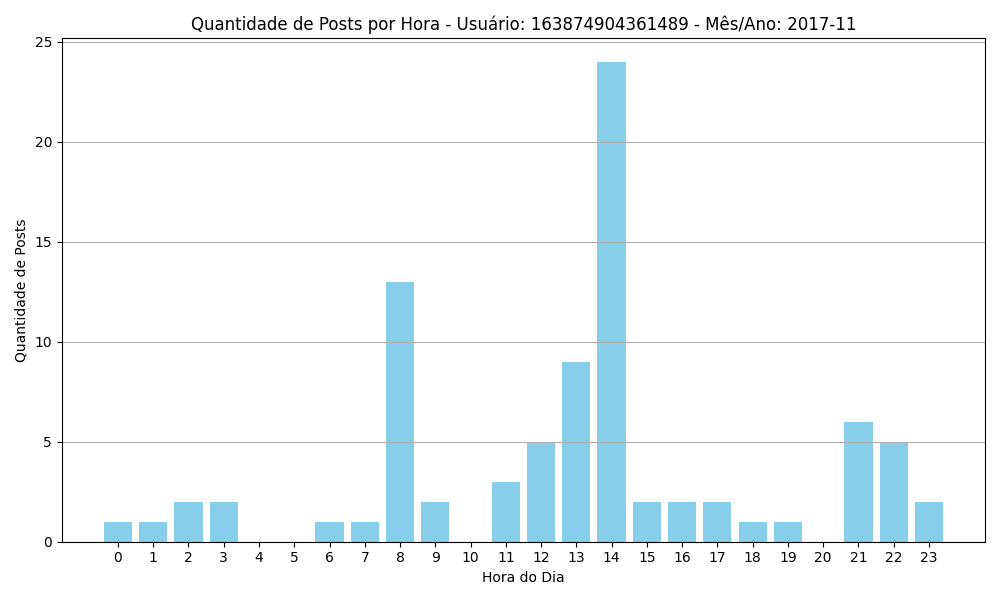 Quantidade de Posts por Hora - Usuário: 163874904361489 - Mês/Ano: 2017-11
Quantidade de Posts
25
20
15
10
5
0
0 1 2 3 4 5 6 7 8 9 10 11 12 13 14 15 16 17 18 19 20 21 22 23
Hora do Dia